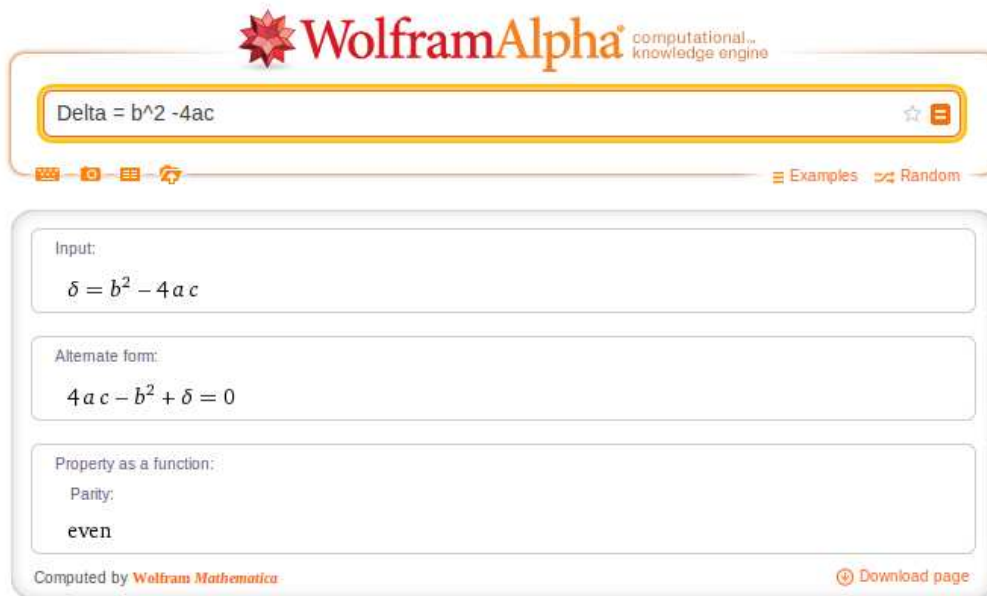 WolframAlpha computational... knowledge engine
Delta = b^2 -4ac
Examples Random
Input:
δ = b² − 4 a c
Alternate form:
4 a c − b² + δ = 0
Property as a function:
Parity:
even
Computed by Wolfram Mathematica Download page